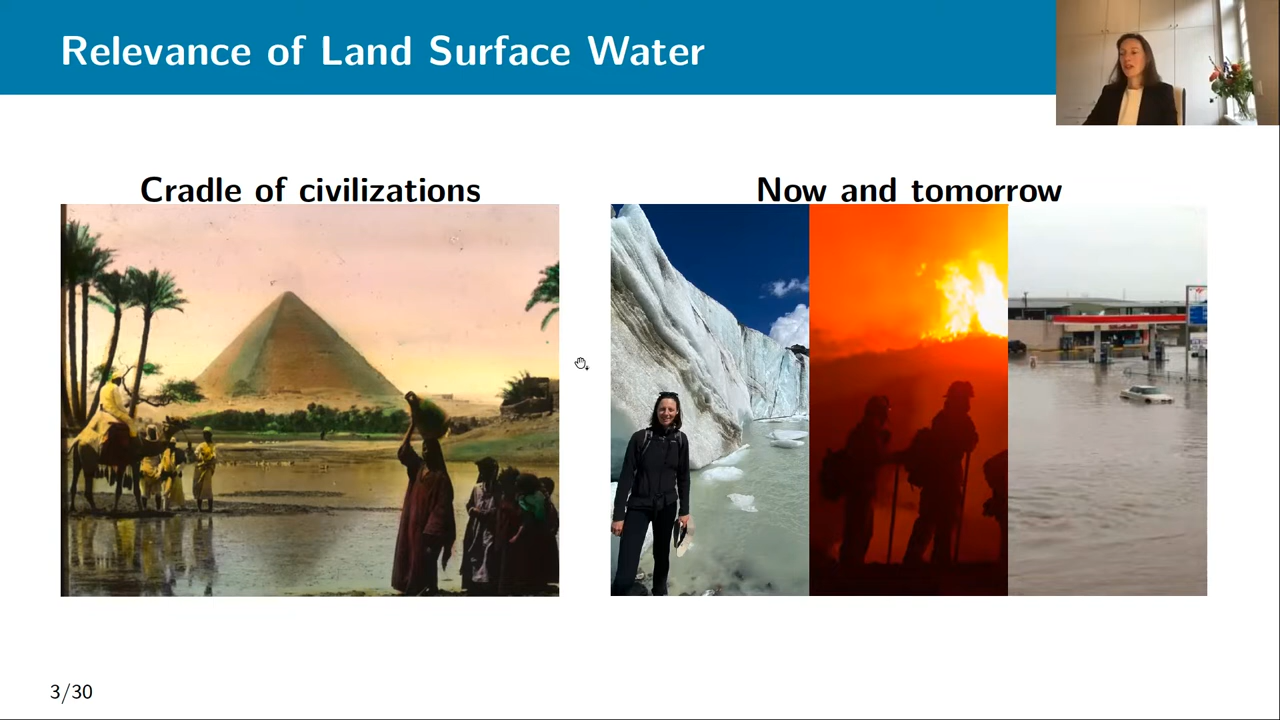 Relevance of Land Surface Water
Cradle of civilizations
Now and tomorrow
3/30